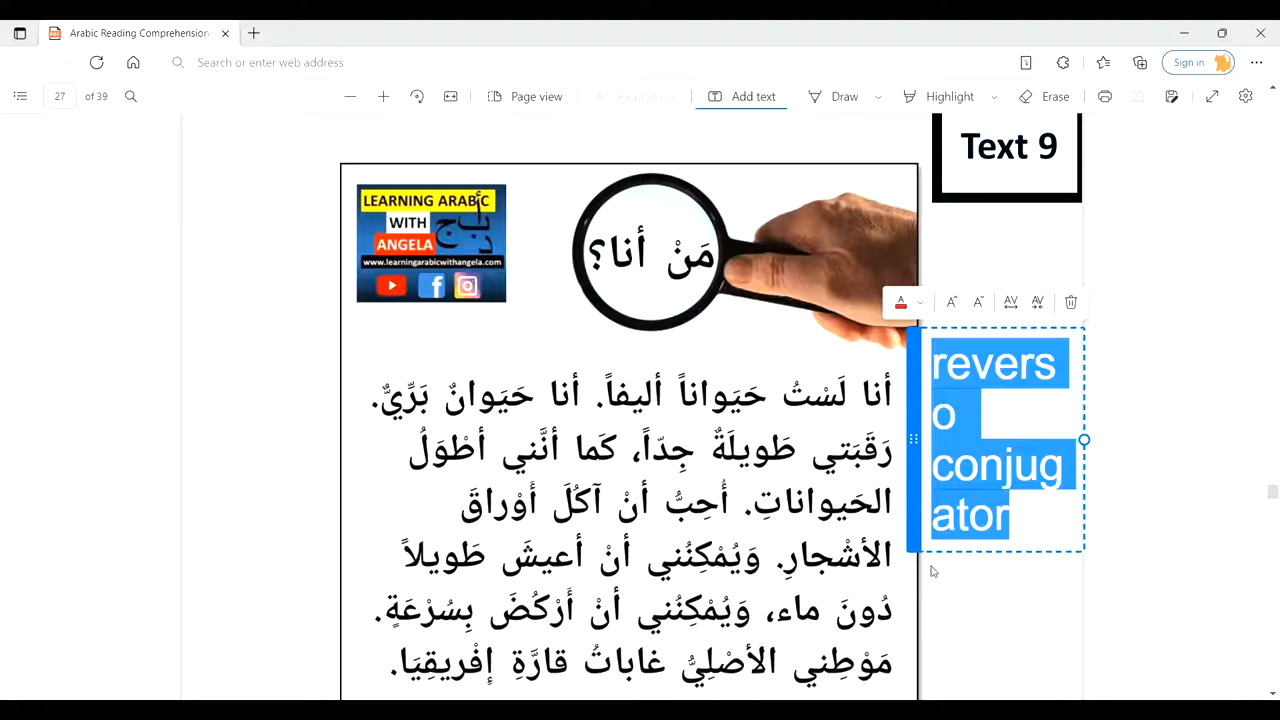 Arabic Reading Comprehension
Search or enter web address
Sign in
27 of 39
Page view
Add text
Draw
Highlight
Erase
Text 9
LEARNING ARABIC
WITH
ANGELA
أ ب ج د
www.learningarabicwithangela.com
مَنْ أنا؟
أنا لَسْتُ حَيَواناً أليفاً. أنا حَيَوانٌ بَرِّيٌّ.
رَقَبَتي طَويلَةٌ جِدّاً، كَما أنَّني أطْوَلُ
الحَيواناتِ. أُحِبُّ أنْ آكُلَ أوْراقَ
الأشْجارِ. وَيُمْكِنُني أنْ أعيشَ طَويلاً
دُونَ ماء، وَيُمْكِنُني أنْ أَرْكُضَ بِسُرْعَةٍ.
مَوْطِني الأصْلِيُّ غاباتُ قارَّةِ إفْريقِيَا.
revers
o
conjug
ator